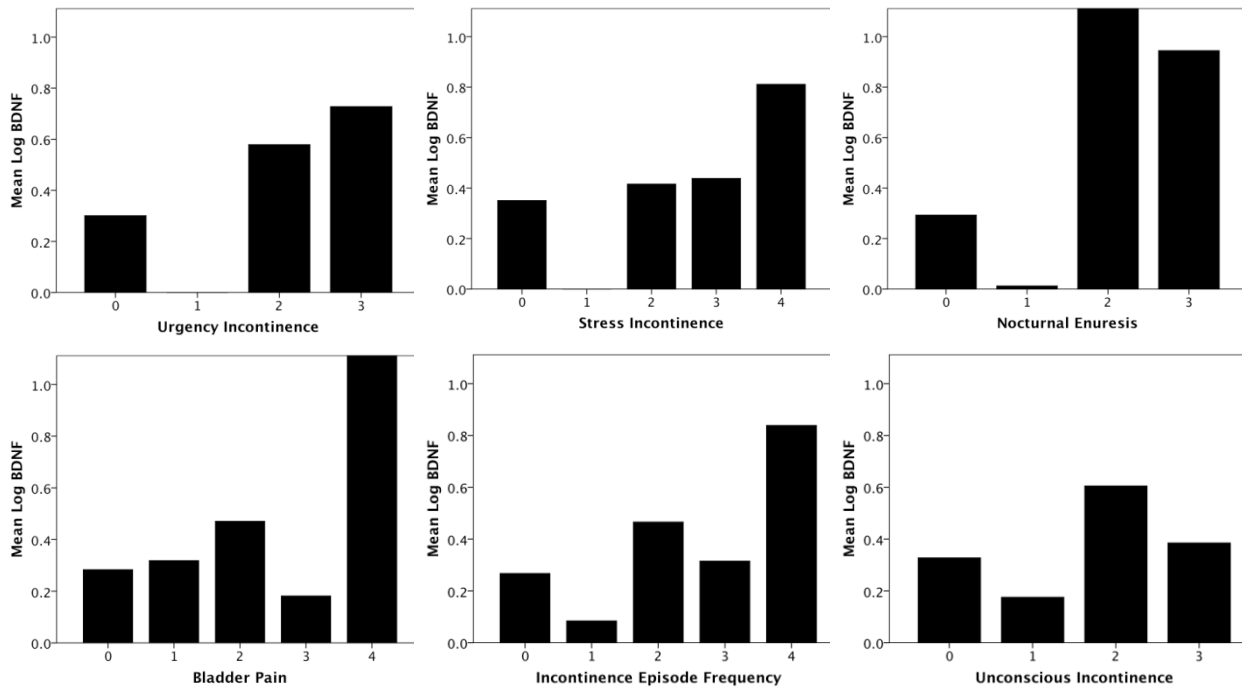 Mean Log BDNF
1.0
0.8
0.6
0.4
0.2
0.0
0 1 2 3
Urgency Incontinence
Mean Log BDNF
1.0
0.8
0.6
0.4
0.2
0.0
0 1 2 3 4
Stress Incontinence
Mean Log BDNF
1.0
0.8
0.6
0.4
0.2
0.0
0 1 2 3
Nocturnal Enuresis
Mean Log BDNF
1.0
0.8
0.6
0.4
0.2
0.0
0 1 2 3 4
Bladder Pain
Mean Log BDNF
1.0
0.8
0.6
0.4
0.2
0.0
0 1 2 3 4
Incontinence Episode Frequency
Mean Log BDNF
1.0
0.8
0.6
0.4
0.2
0.0
0 1 2 3
Unconscious Incontinence